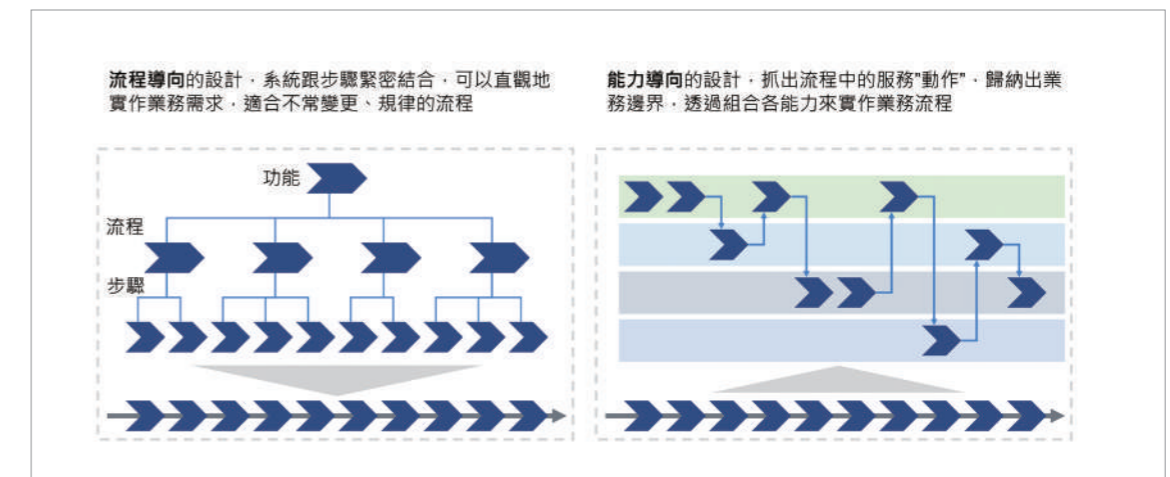 流程導向的設計，系統跟步驟緊密結合，可以直觀地
實作業務需求，適合不常變更、規律的流程
能力導向的設計，抓出流程中的服務"動作"，歸納出業
務邊界，透過組合各能力來實作業務流程
功能
流程
步驟